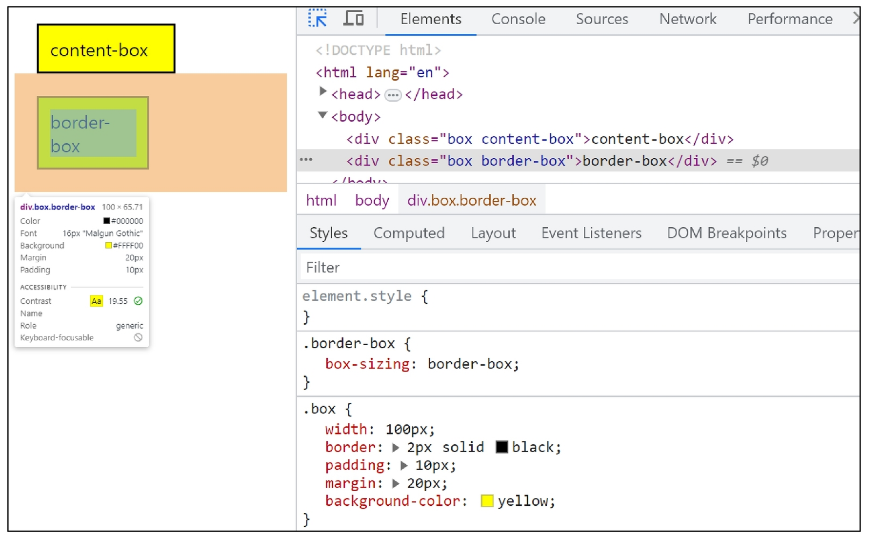 content-box
border-
box
div.box.border-box 100 × 65.71
Color #000000
Font 16px "Malgun Gothic"
Background #FFFF00
Margin 20px
Padding 10px
ACCESSIBILITY
Contrast Aa 19.55
Name
Role generic
Keyboard-focusable
Elements Console Sources Network Performance
<!DOCTYPE html>
<html lang="en">
<head> ⋯ </head>
<body>
<div class="box content-box">content-box</div>
⋯ <div class="box border-box">border-box</div> == $0
</body>
html body div.box.border-box
Styles Computed Layout Event Listeners DOM Breakpoints Proper
Filter
element.style {
}
.border-box {
box-sizing: border-box;
}
.box {
width: 100px;
border: 2px solid black;
padding: 10px;
margin: 20px;
background-color: yellow;
}